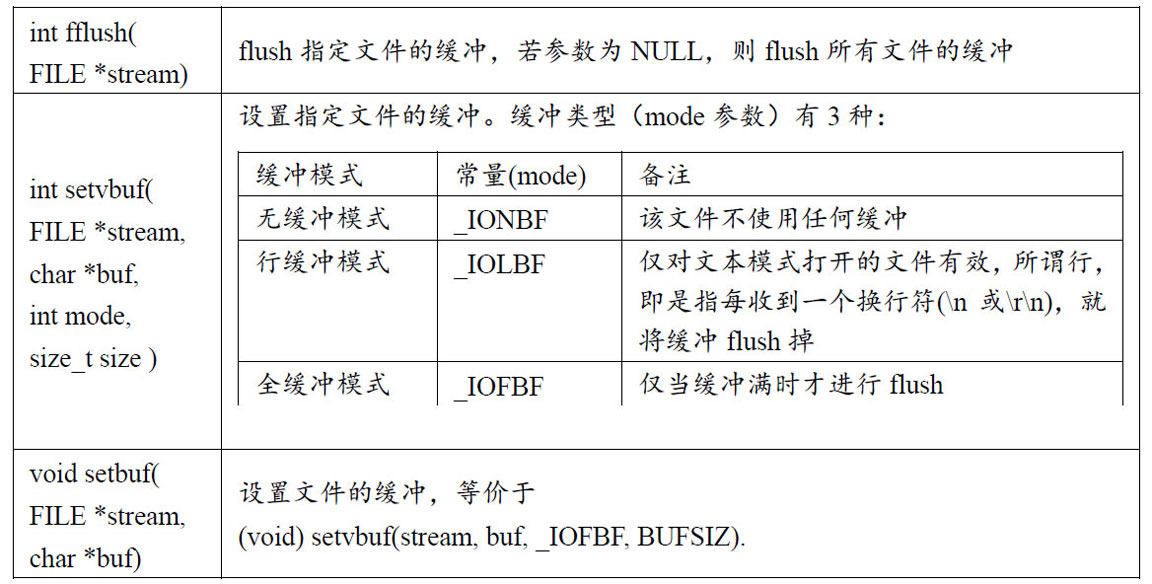 int fflush(
FILE *stream)
flush 指定文件的缓冲，若参数为 NULL，则 flush 所有文件的缓冲
int setvbuf(
FILE *stream,
char *buf,
int mode,
size_t size )
设置指定文件的缓冲。缓冲类型（mode 参数）有 3 种：
缓冲模式 常量(mode) 备注
无缓冲模式 _IONBF 该文件不使用任何缓冲
行缓冲模式 _IOLBF 仅对文本模式打开的文件有效，所谓行，
即是指每收到一个换行符(\n 或\r\n)，就
将缓冲 flush 掉
全缓冲模式 _IOFBF 仅当缓冲满时才进行 flush
void setbuf(
FILE *stream,
char *buf)
设置文件的缓冲，等价于
(void) setvbuf(stream, buf, _IOFBF, BUFSIZ).